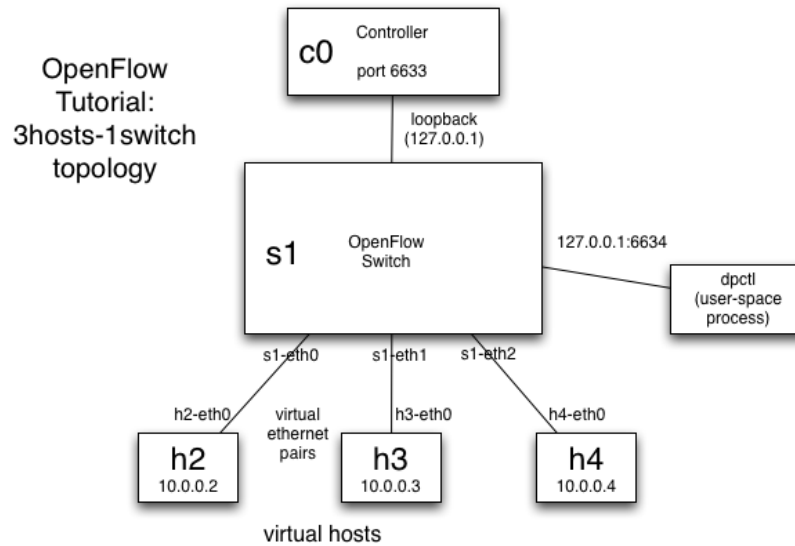 OpenFlow
Tutorial:
3hosts-1switch
topology
c0
Controller
port 6633
loopback
(127.0.0.1)
s1
OpenFlow
Switch
127.0.0.1:6634
dpctl
(user-space
process)
s1-eth0
s1-eth1
s1-eth2
h2-eth0
virtual
ethernet
pairs
h3-eth0
h4-eth0
h2
10.0.0.2
h3
10.0.0.3
h4
10.0.0.4
virtual hosts